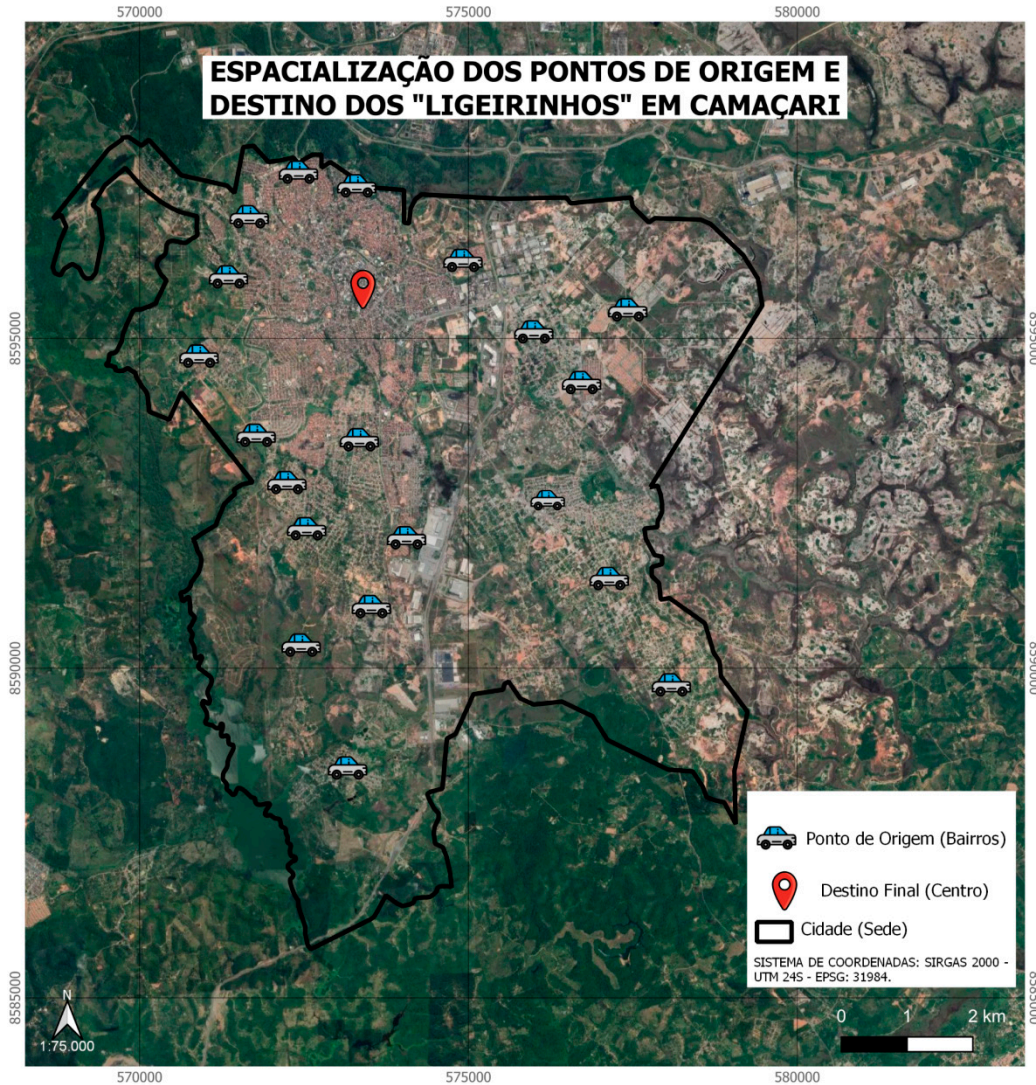 570000
575000
580000
ESPACIALIZAÇÃO DOS PONTOS DE ORIGEM E
DESTINO DOS "LIGEIRINHOS" EM CAMAÇARI
8595000
8595000
8590000
8590000
Ponto de Origem (Bairros)
Destino Final (Centro)
Cidade (Sede)
SISTEMA DE COORDENADAS: SIRGAS 2000 -
UTM 24S - EPSG: 31984.
8585000
8585000
N
1:75.000
0 1 2 km
570000
575000
580000